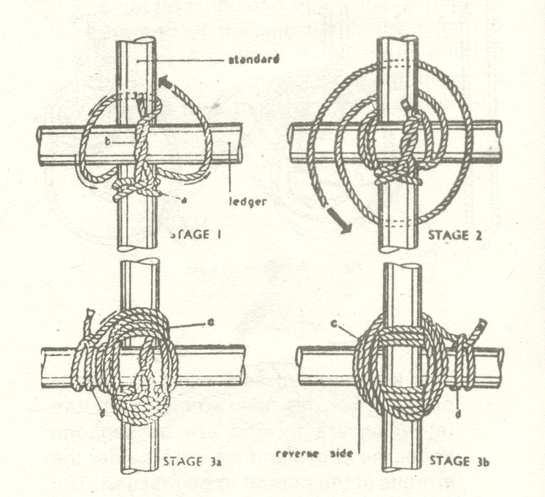 standard
b
a
ledger
STAGE 1
STAGE 2
c
d
STAGE 3a
c
d
reverse side
STAGE 3b